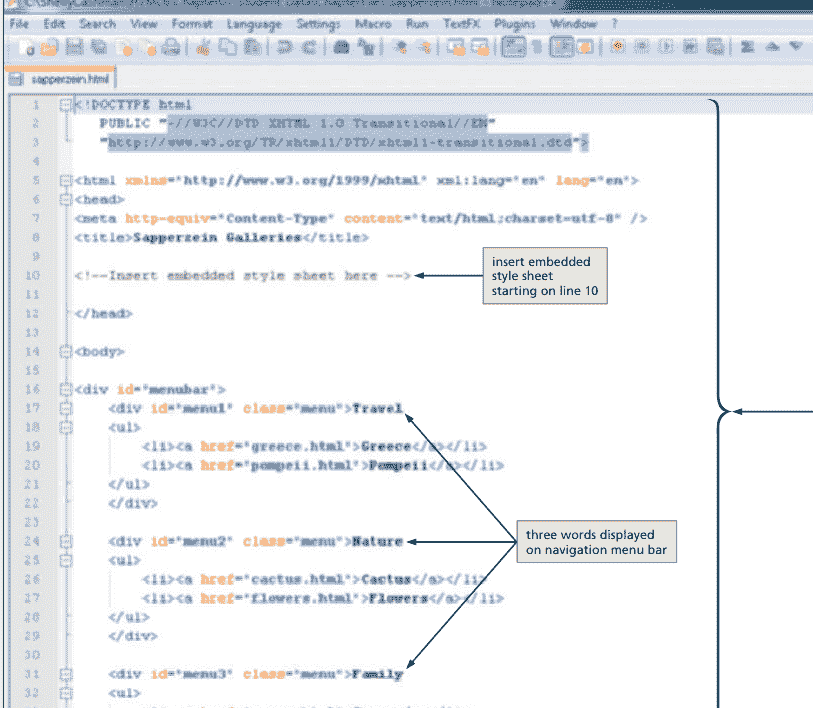 File Edit Search View Format Language Settings Macro Run TextFX Plugins Window ?
sapperzein.html
1 <!DOCTYPE html
2 PUBLIC "-//W3C//DTD XHTML 1.0 Transitional//EN"
3 "http://www.w3.org/TR/xhtml1/DTD/xhtml1-transitional.dtd">
4
5 <html xmlns="http://www.w3.org/1999/xhtml" xml:lang="en" lang="en">
6 <head>
7 <meta http-equiv="Content-Type" content="text/html;charset=utf-8" />
8 <title>Sapperzein Galleries</title>
9
10 <!--Insert embedded style sheet here -->
insert embedded
style sheet
starting on line 10
11
12 </head>
13
14 <body>
15
16 <div id="menubar">
17 <div id="menu1" class="menu">Travel
18 <ul>
19 <li><a href="greece.html">Greece</a></li>
20 <li><a href="pompeii.html">Pompeii</a></li>
21 </ul>
22 </div>
23
24 <div id="menu2" class="menu">Nature
three words displayed
on navigation menu bar
25 <ul>
26 <li><a href="cactus.html">Cactus</a></li>
27 <li><a href="flowers.html">Flowers</a></li>
28 </ul>
29 </div>
30
31 <div id="menu3" class="menu">Family
32 <ul>